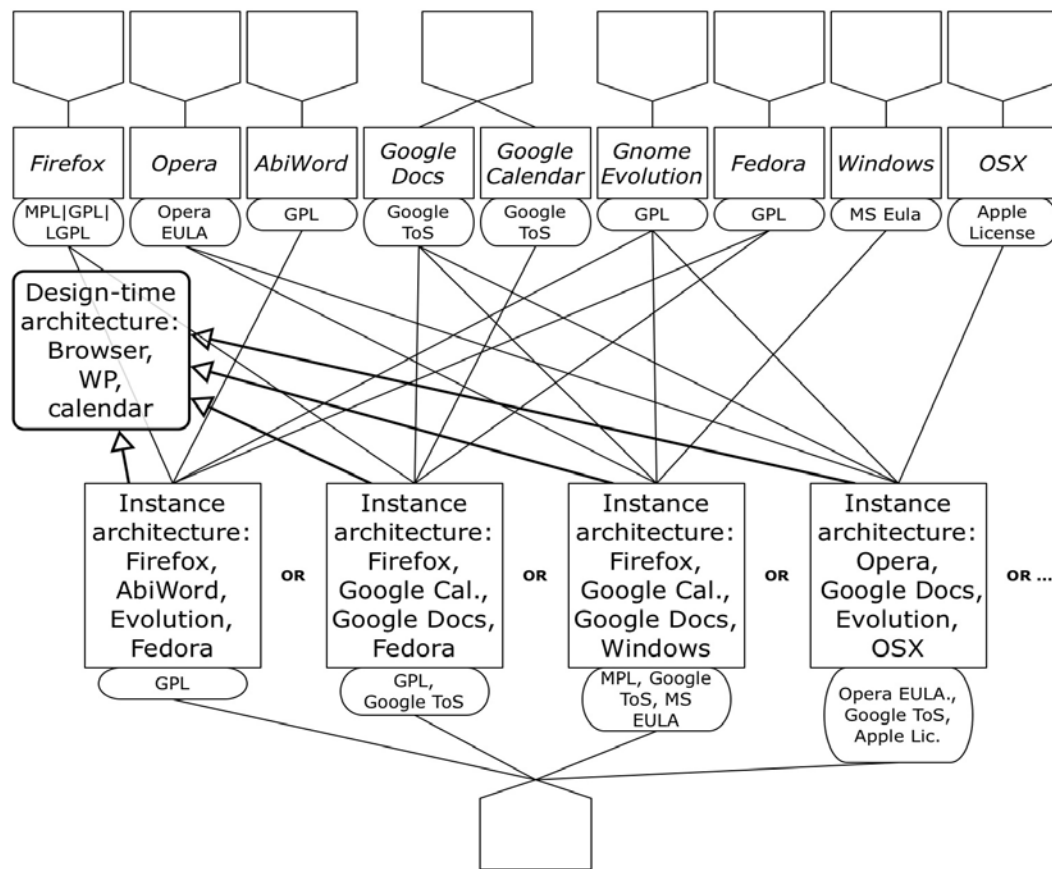 Firefox
Opera
AbiWord
Google
Docs
Google
Calendar
Gnome
Evolution
Fedora
Windows
OSX
MPL|GPL|
LGPL
Opera
EULA
GPL
Google
ToS
Google
ToS
GPL
GPL
MS Eula
Apple
License
Design-time
architecture:
Browser,
WP,
calendar
Instance
architecture:
Firefox,
AbiWord,
Evolution,
Fedora
OR
Instance
architecture:
Firefox,
Google Cal.,
Google Docs,
Fedora
OR
Instance
architecture:
Firefox,
Google Cal.,
Google Docs,
Windows
OR
Instance
architecture:
Opera,
Google Docs,
Evolution,
OSX
OR ...
GPL
GPL,
Google ToS
MPL, Google
ToS, MS
EULA
Opera EULA.,
Google ToS,
Apple Lic.